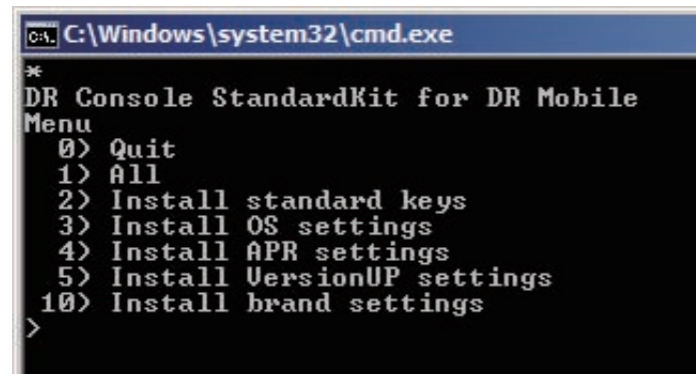 C:\Windows\system32\cmd.exe
*
DR Console StandardKit for DR Mobile
Menu
0> Quit
1> All
2> Install standard keys
3> Install OS settings
4> Install APR settings
5> Install VersionUP settings
10> Install brand settings
>